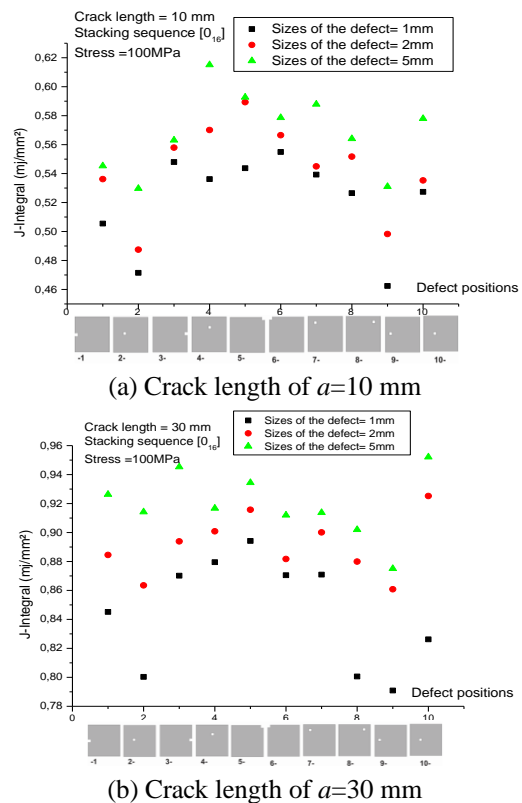 Crack length = 10 mm
Stacking sequence [0₁₆]
Stress =100MPa
Sizes of the defect= 1mm
Sizes of the defect= 2mm
Sizes of the defect= 5mm
J-Integral (mj/mm²)
0,62
0,60
0,58
0,56
0,54
0,52
0,50
0,48
0,46
Defect positions
0 2 4 6 8 10
-1 2- 3- 4- 5- 6- 7- 8- 9- 10-
(a) Crack length of a=10 mm
Crack length = 30 mm
Stacking sequence [0₁₆]
Stress =100MPa
Sizes of the defect= 1mm
Sizes of the defect= 2mm
Sizes of the defect= 5mm
J-Integral (mj/mm²)
0,96
0,94
0,92
0,90
0,88
0,86
0,84
0,82
0,80
0,78
Defect positions
0 2 4 6 8 10
-1 2- 3- 4- 5- 6- 7- 8- 9- 10-
(b) Crack length of a=30 mm